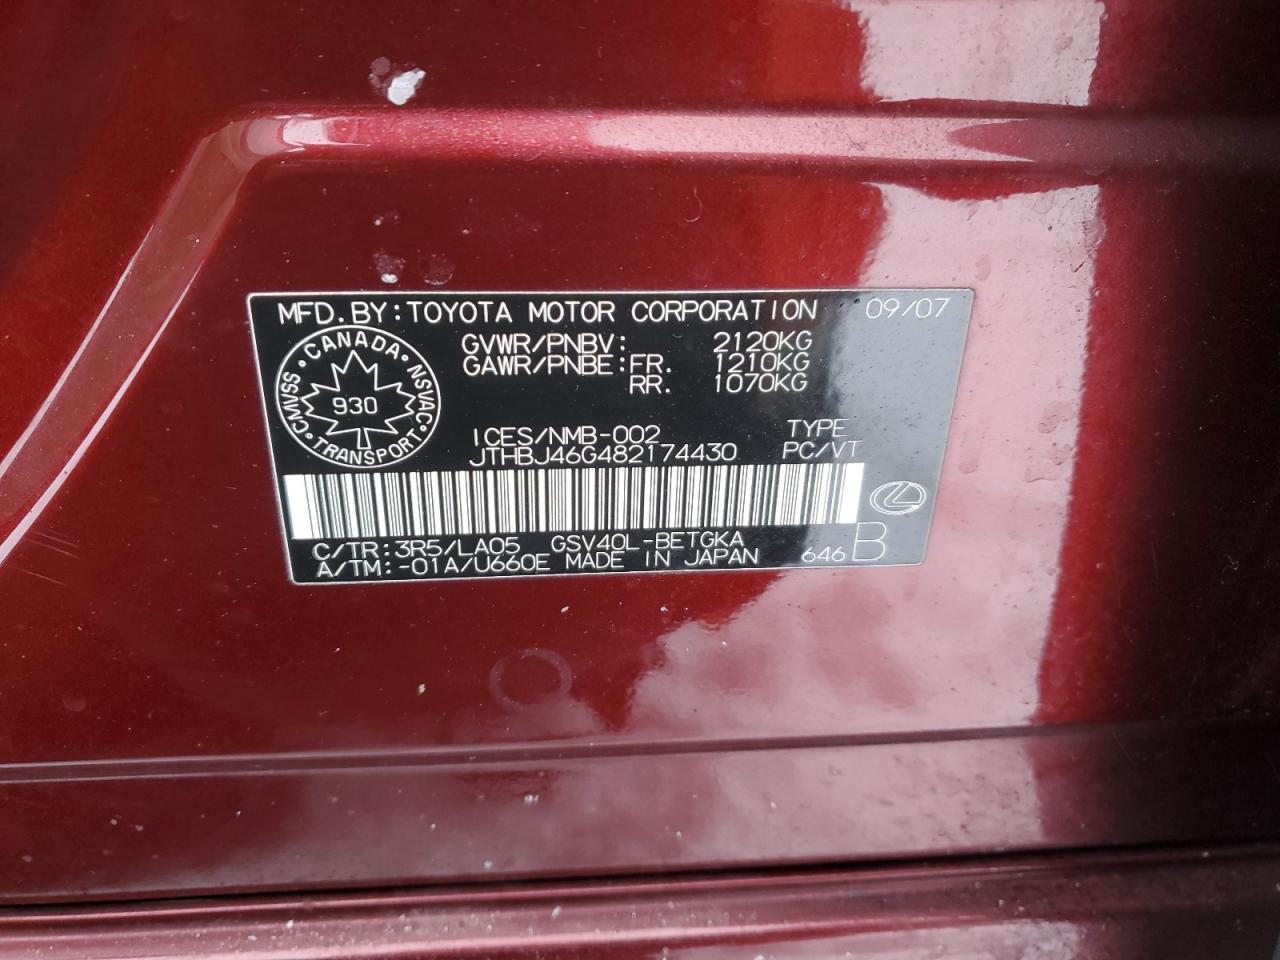 MFD.BY:TOYOTA MOTOR CORPORATION 09/07
GVWR/PNBV: 2120KG
GAWR/PNBE:FR. 1210KG
RR. 1070KG
CANADA · NSVAC · TRANSPORT · CMVSS ·
930
ICES/NMB-002 TYPE
JTHBJ46G482174430 PC/VT
C/TR:3R5/LA05 GSV40L-BETGKA
A/TM:-01A/U660E MADE IN JAPAN 646 B